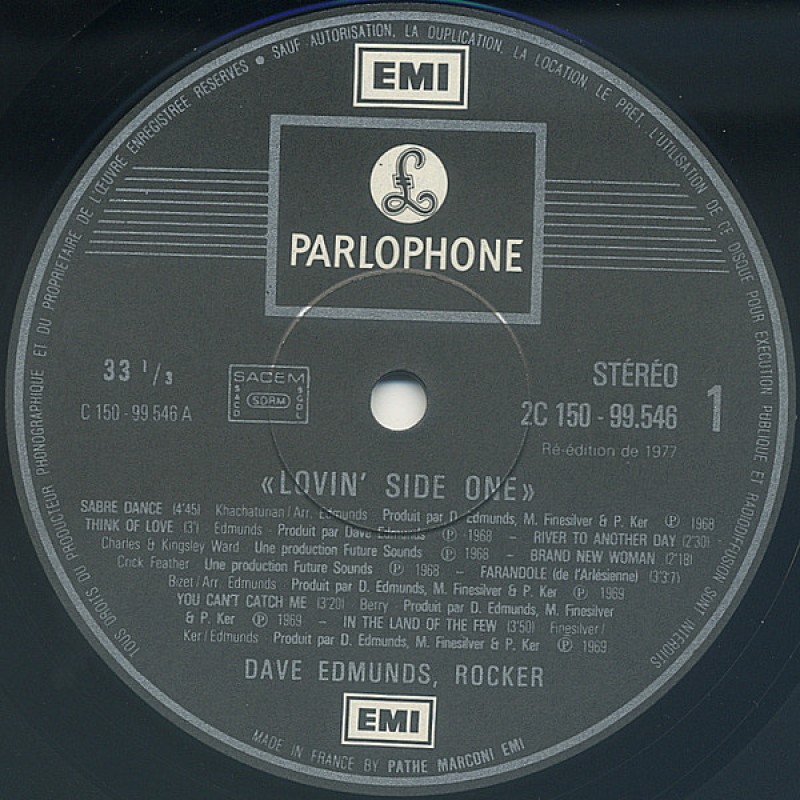 TOUS DROITS DU PRODUCTEUR PHONOGRAPHIQUE ET DU PROPRIETAIRE DE L'ŒUVRE ENREGISTREE RESERVES • SAUF AUTORISATION, LA DUPLICATION, LA LOCATION, LE PRET, L'UTILISATION DE CE DISQUE POUR EXECUTION PUBLIQUE ET RADIODIFFUSION SONT INTERDITS
EMI
£
PARLOPHONE
33 1/3
C 150 - 99.546 A
SACEM
SACD
SDRM
SGDL
STÉRÉO
2C 150 - 99.546
1
Ré-édition de 1977
«LOVIN' SIDE ONE»
SABRE DANCE (4'45) Khachaturian/Arr. Edmunds - Produit par D. Edmunds, M. Finesilver & P. Ker ℗ 1968
THINK OF LOVE (3') - Edmunds - Produit par Dave Edmunds ℗ 1968 - RIVER TO ANOTHER DAY (2'30) -
Charles & Kingsley Ward - Une production Future Sounds ℗ 1968 - BRAND NEW WOMAN (2'18)
Crick Feather - Une production Future Sounds ℗ 1968 - FARANDOLE (de l'Arlésienne) (3'3,7)
Bizet/Arr. Edmunds - Produit par D. Edmunds, M. Finesilver & P. Ker ℗ 1969
YOU CAN'T CATCH ME (3'20) - Berry - Produit par D. Edmunds, M. Finesilver
& P. Ker ℗ 1969 - IN THE LAND OF THE FEW (3'50) - Finesilver/
Ker/Edmunds - Produit par D. Edmunds, M. Finesilver & P. Ker ℗ 1969
DAVE EDMUNDS, ROCKER
EMI
MADE IN FRANCE BY PATHE MARCONI EMI